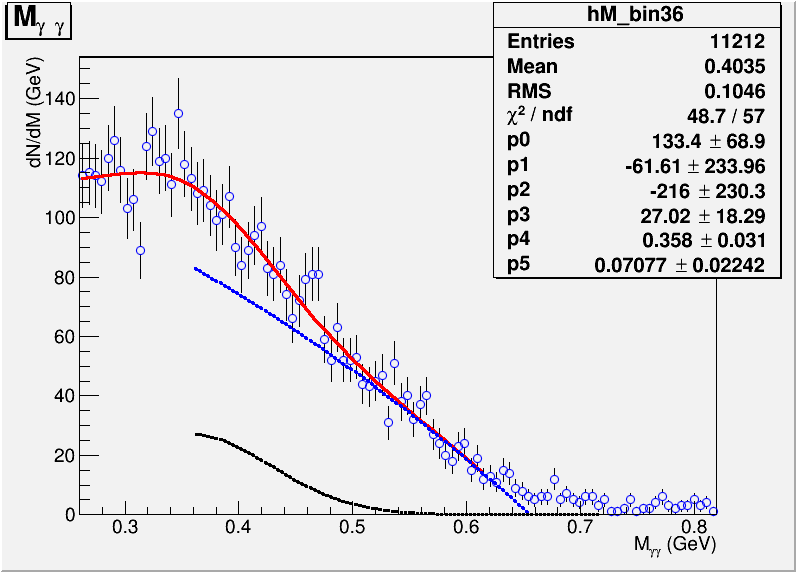 M γ γ
hM_bin36
Entries 11212
Mean 0.4035
RMS 0.1046
χ² / ndf 48.7 / 57
p0 133.4 ± 68.9
p1 -61.61 ± 233.96
p2 -216 ± 230.3
p3 27.02 ± 18.29
p4 0.358 ± 0.031
p5 0.07077 ± 0.02242
dN/dM (GeV)
140
120
100
80
60
40
20
0
0.3 0.4 0.5 0.6 0.7 0.8
Mγγ (GeV)